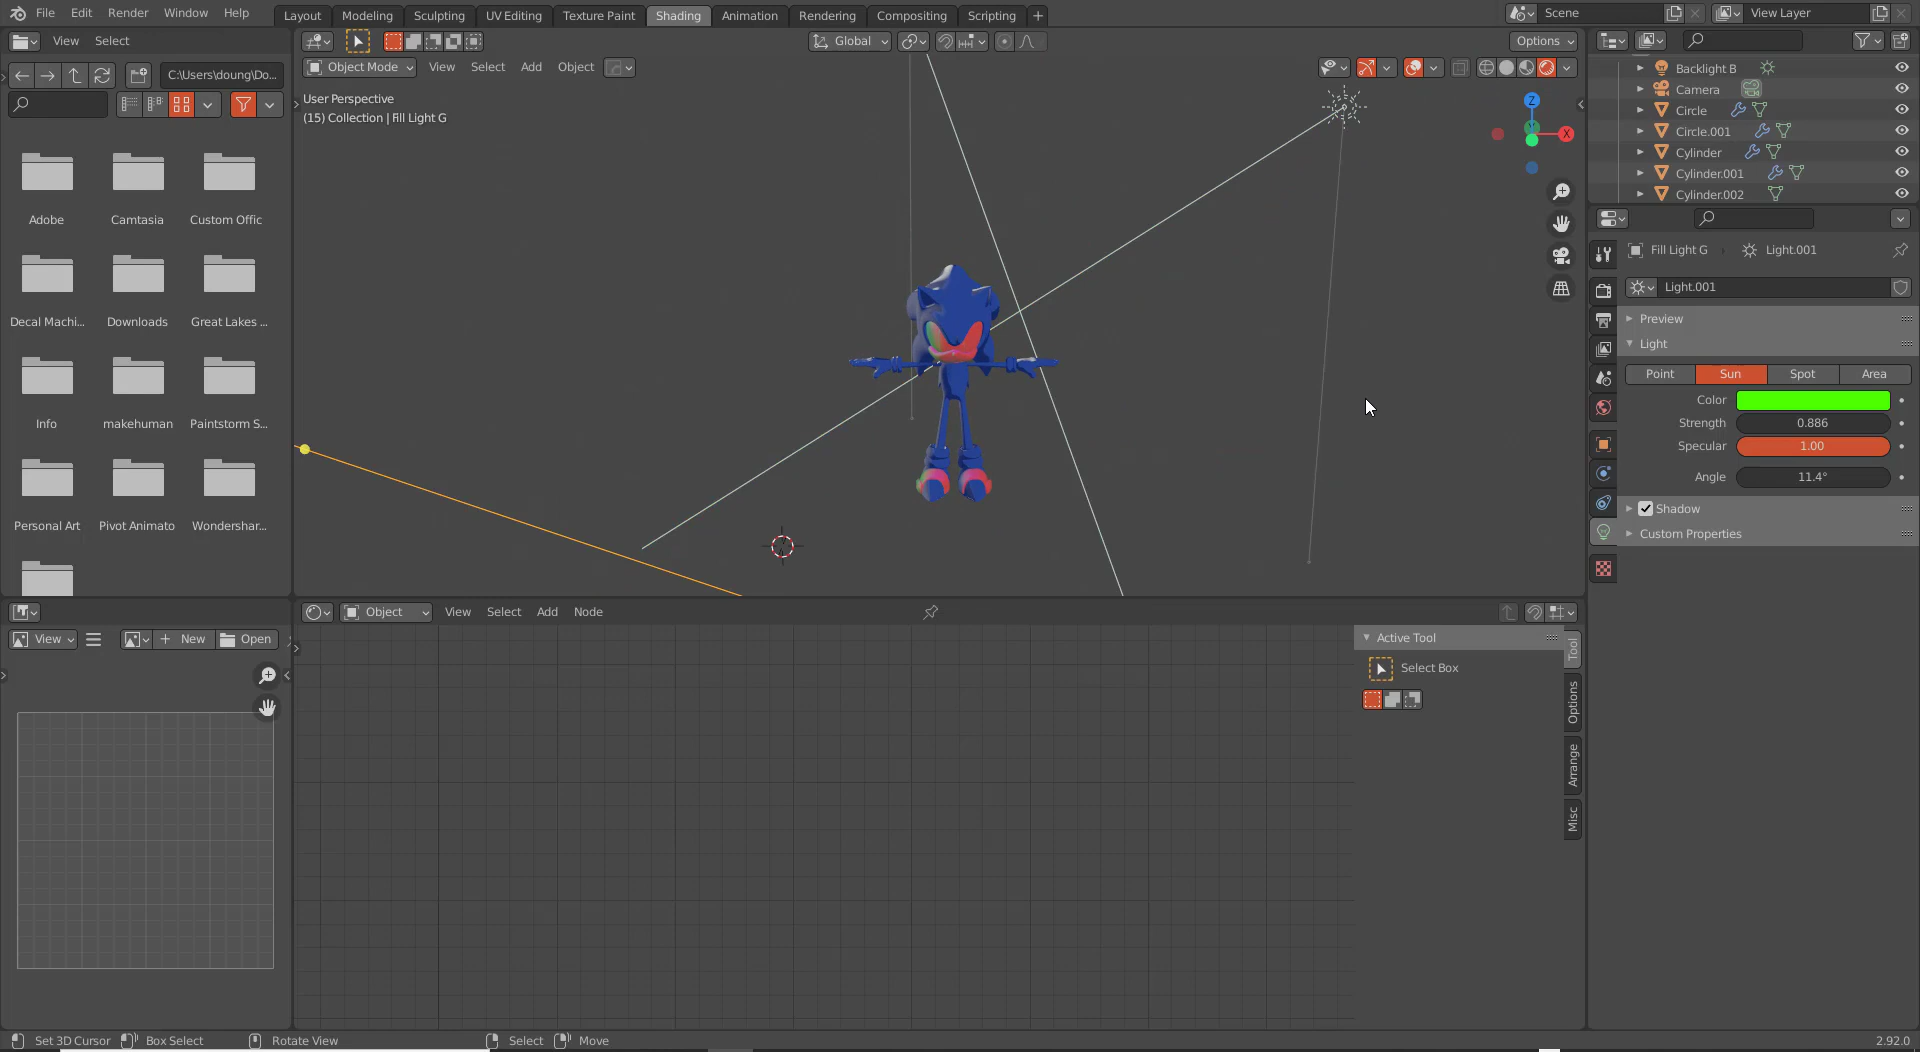 File Edit Render Window Help
Layout Modeling Sculpting UV Editing Texture Paint Shading Animation Rendering Compositing Scripting +
Scene
View Layer
View Select
Global
Options
C:\Users\doung\Do...
Object Mode View Select Add Object
User Perspective
(15) Collection | Fill Light G
Z
X
Y
Backlight B
Camera
Circle
Circle.001
Cylinder
Cylinder.001
Cylinder.002
Adobe Camtasia Custom Offic
Decal Machi... Downloads Great Lakes ...
Info makehuman Paintstorm S...
Personal Art Pivot Animato Wondershar...
Fill Light G Light.001
Light.001
Preview
Light
Point Sun Spot Area
Color
Strength 0.886
Specular 1.00
Angle 11.4°
Shadow
Custom Properties
View New Open
Object View Select Add Node
Active Tool
Select Box
Tool
Options
Arrange
Misc
Set 3D Cursor Box Select Rotate View Select Move
2.92.0